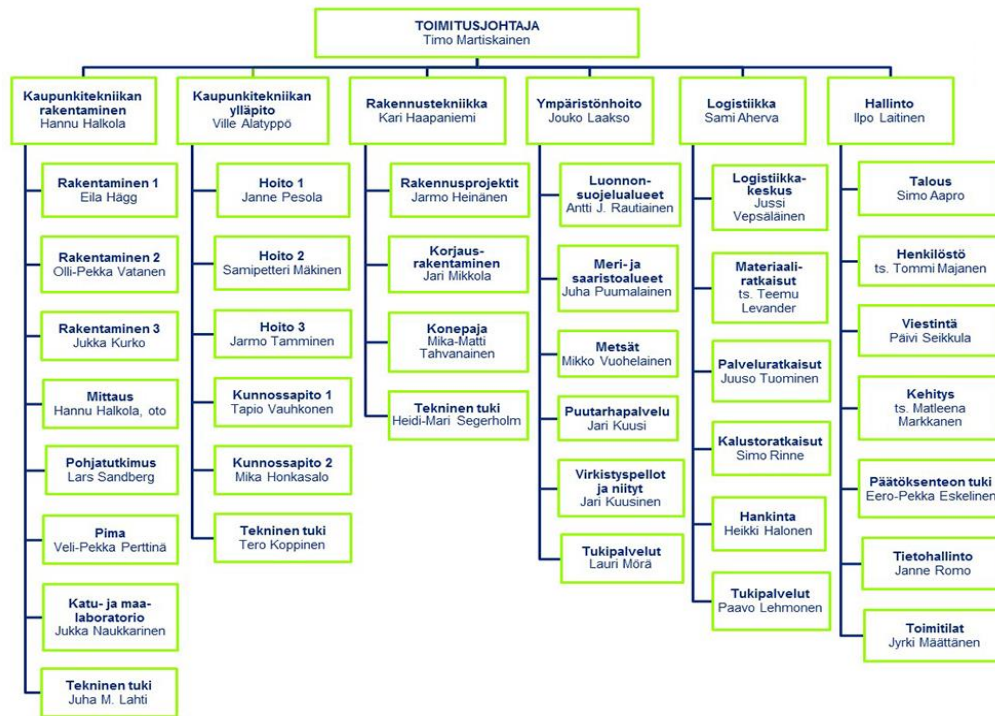 TOIMITUSJOHTAJA
Timo Martiskainen
Kaupunkitekniikan
rakentaminen
Hannu Halkola
Rakentaminen 1
Eila Hägg
Rakentaminen 2
Olli-Pekka Vatanen
Rakentaminen 3
Jukka Kurko
Mittaus
Hannu Halkola, oto
Pohjatutkimus
Lars Sandberg
Pima
Veli-Pekka Perttinä
Katu- ja maa-
laboratorio
Jukka Naukkarinen
Tekninen tuki
Juha M. Lahti
Kaupunkitekniikan
ylläpito
Ville Alatyppö
Hoito 1
Janne Pesola
Hoito 2
Samipetteri Mäkinen
Hoito 3
Jarmo Tamminen
Kunnossapito 1
Tapio Vauhkonen
Kunnossapito 2
Mika Honkasalo
Tekninen tuki
Tero Koppinen
Rakennustekniikka
Kari Haapaniemi
Rakennusprojektit
Jarmo Heinänen
Korjaus-
rakentaminen
Jari Mikkola
Konepaja
Mika-Matti
Tahvanainen
Tekninen tuki
Heidi-Mari Segerholm
Ympäristönhoito
Jouko Laakso
Luonnon-
suojelualueet
Antti J. Rautiainen
Meri- ja
saaristoalueet
Juha Puumalainen
Metsät
Mikko Vuohelainen
Puutarhapalvelu
Jari Kuusi
Virkistyspellot
ja niityt
Jari Kuusinen
Tukipalvelut
Lauri Mörä
Logistiikka
Sami Aherva
Logistiikka-
keskus
Jussi
Vepsäläinen
Materiaali-
ratkaisut
ts. Teemu
Levander
Palveluratkaisut
Juuso Tuominen
Kalustoratkaisut
Simo Rinne
Hankinta
Heikki Halonen
Tukipalvelut
Paavo Lehmonen
Hallinto
Ilpo Laitinen
Talous
Simo Aapro
Henkilöstö
ts. Tommi Majanen
Viestintä
Päivi Seikkula
Kehitys
ts. Matleena
Markkanen
Päätöksenteon tuki
Eero-Pekka Eskelinen
Tietohallinto
Janne Romo
Toimitilat
Jyrki Määttänen